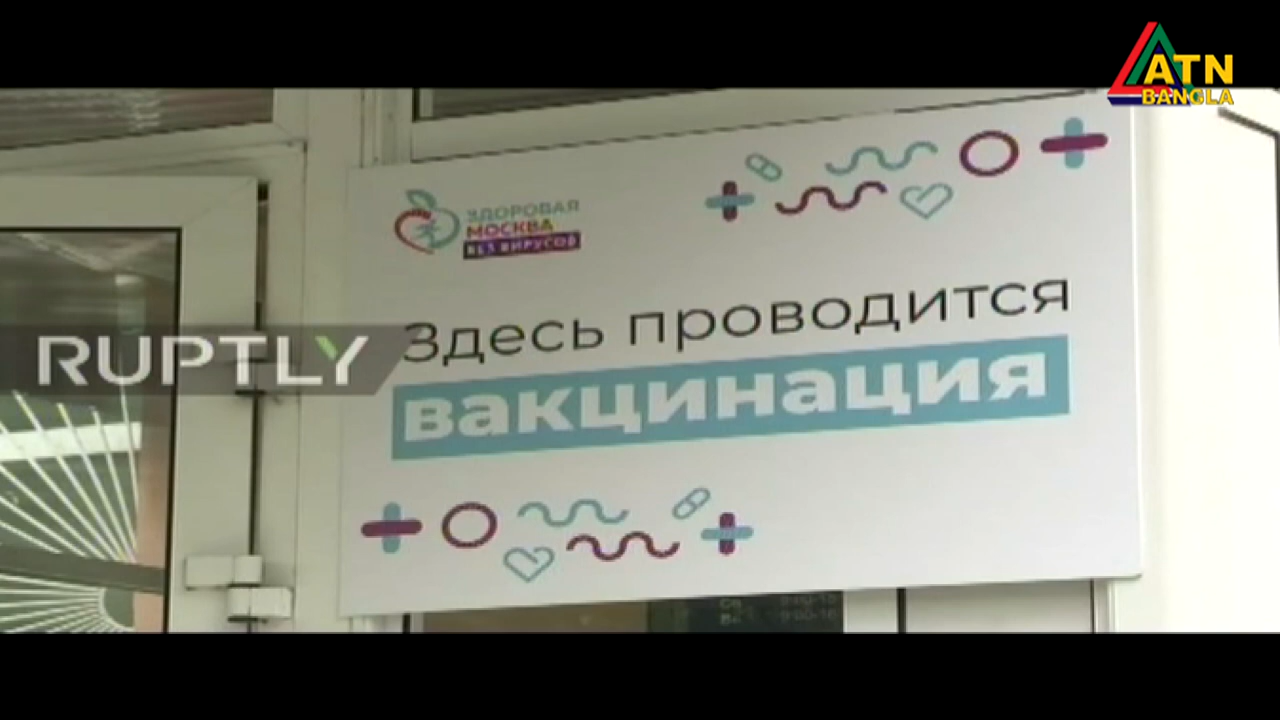 ATN
BANGLA
ЗДОРОВАЯ
МОСКВА
БЕЗ ВИРУСОВ
Здесь проводится
RUPTLY
вакцинация